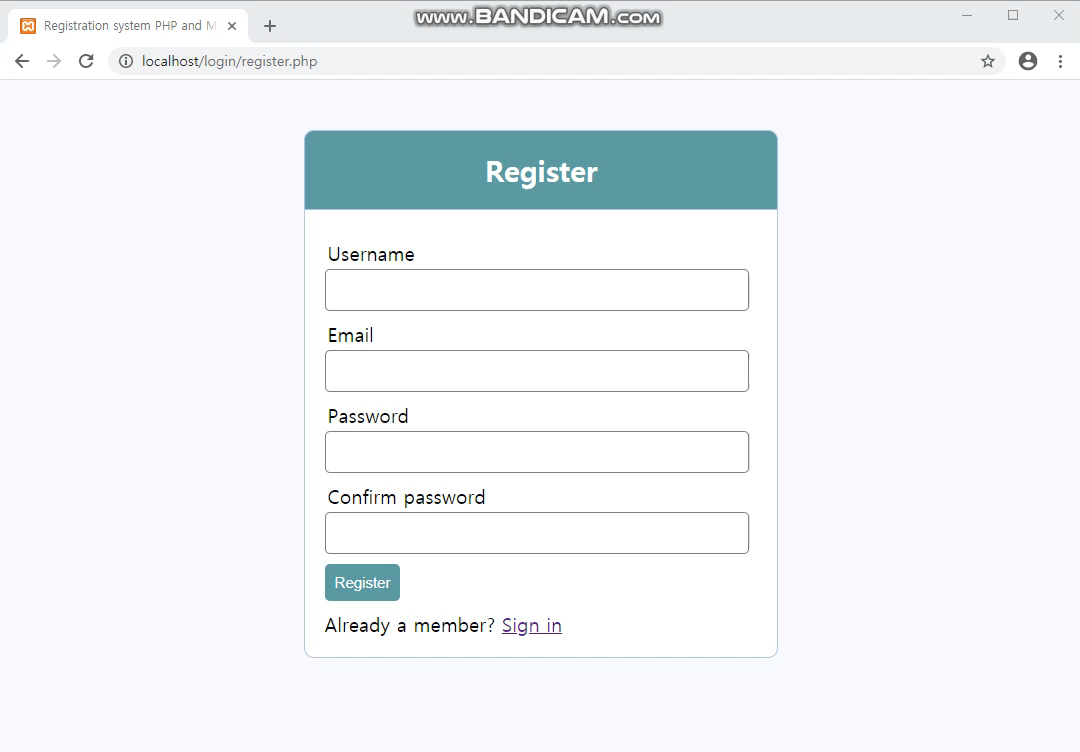 www.BANDICAM.com
Registration system PHP and M
localhost/login/register.php
Register
Username
Email
Password
Confirm password
Register
Already a member? Sign in